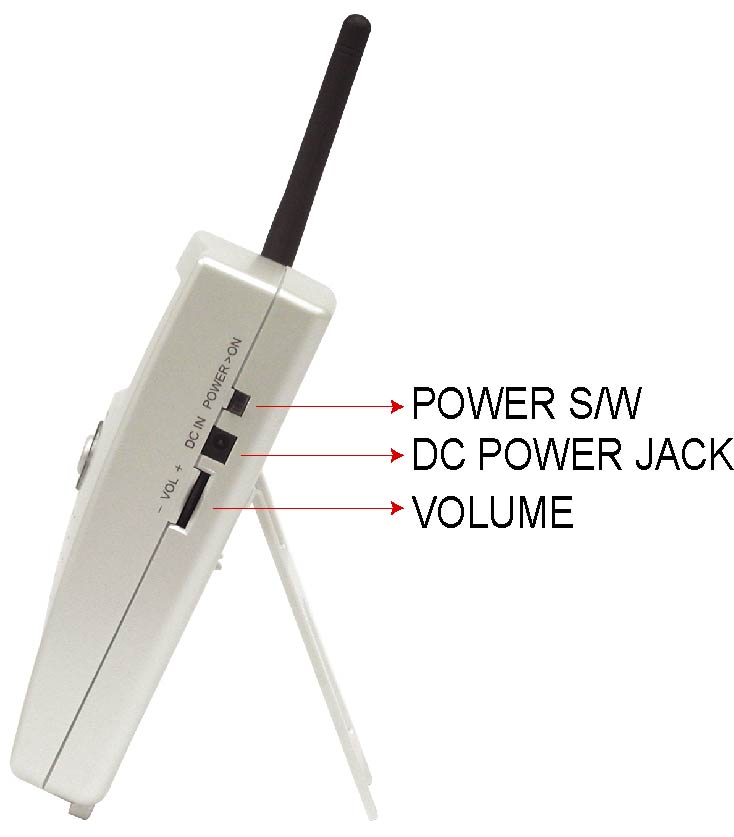 POWER >ON
DC IN
- VOL +
POWER S/W
DC POWER JACK
VOLUME